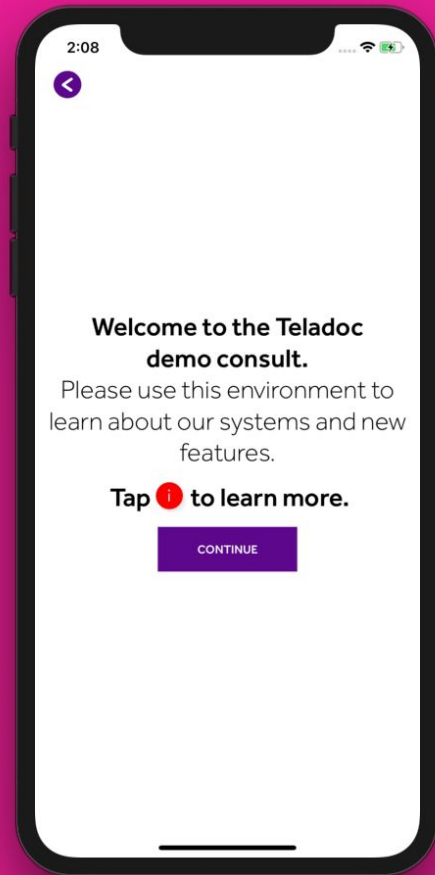 2:08
Welcome to the Teladoc
demo consult.
Please use this environment to
learn about our systems and new
features.
Tap i to learn more.
CONTINUE